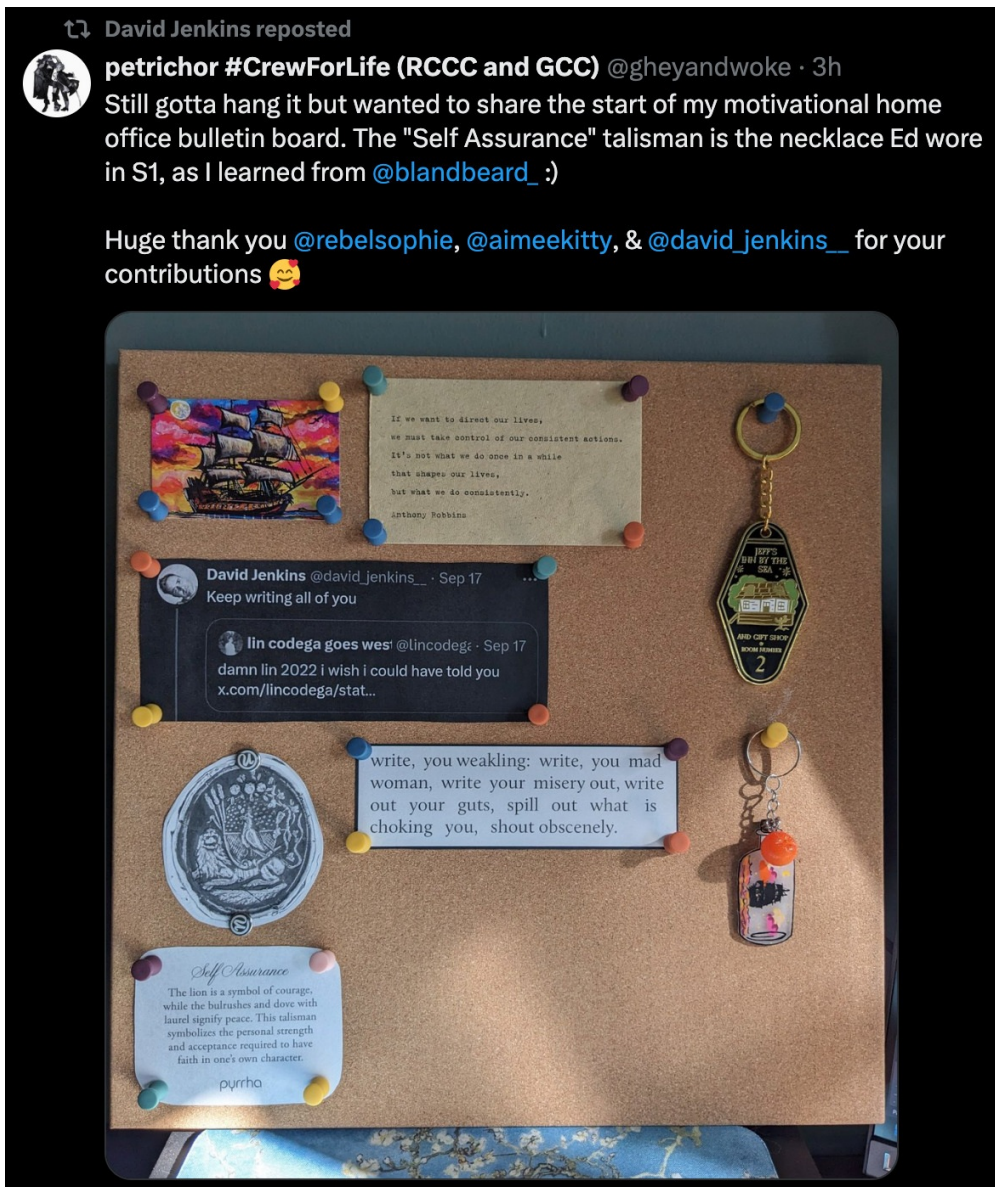 David Jenkins reposted
petrichor #CrewForLife (RCCC and GCC) @gheyandwoke · 3h
Still gotta hang it but wanted to share the start of my motivational home
office bulletin board. The "Self Assurance" talisman is the necklace Ed wore
in S1, as I learned from @blandbeard_ :)
Huge thank you @rebelsophie, @aimeekitty, & @david_jenkins__ for your
contributions 🥰
If we want to direct our lives,
we must take control of our consistent actions.
It's not what we do once in a while
that shapes our lives,
but what we do consistently.
Anthony Robbins
David Jenkins @david_jenkins__ · Sep 17 ...
Keep writing all of you
lin codega goes west @lincodega · Sep 17
damn lin 2022 i wish i could have told you
x.com/lincodega/stat...
JEFF'S
INN BY THE
SEA
AND GIFT SHOP
ROOM NUMBER
2
write, you weakling: write, you mad
woman, write your misery out, write
out your guts, spill out what is
choking you, shout obscenely.
Self Assurance
The lion is a symbol of courage,
while the bulrushes and dove with
laurel signify peace. This talisman
symbolizes the personal strength
and acceptance required to have
faith in one's own character.
pyrrha